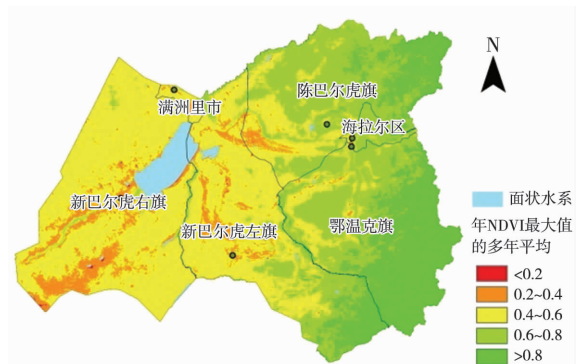 N
陈巴尔虎旗
满洲里市
海拉尔区
新巴尔虎右旗
新巴尔虎左旗
鄂温克旗
面状水系
年NDVI最大值
的多年平均
<0.2
0.2~0.4
0.4~0.6
0.6~0.8
>0.8